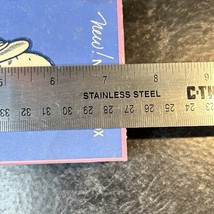 new!
5 6 7 8 9
STAINLESS STEEL C-TH
33 32 31 30 29 28 27 26 25 24 23